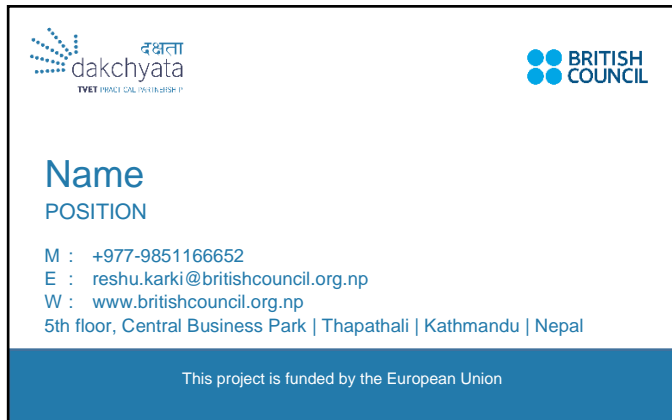 दक्षता
dakchyata
TVET PRACTICAL PARTNERSHIP
BRITISH
COUNCIL
Name
POSITION
M : +977-9851166652
E : reshu.karki@britishcouncil.org.np
W : www.britishcouncil.org.np
5th floor, Central Business Park | Thapathali | Kathmandu | Nepal
This project is funded by the European Union